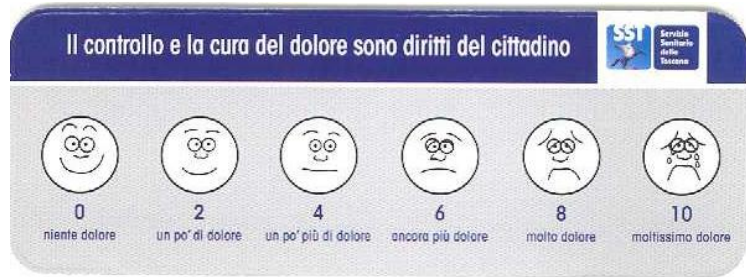 Il controllo e la cura del dolore sono diritti del cittadino
SST
Servizio
Sanitario
della
Toscana
0 2 4 6 8 10
niente dolore un po' di dolore un po' più di dolore ancora più dolore molto dolore moltissimo dolore